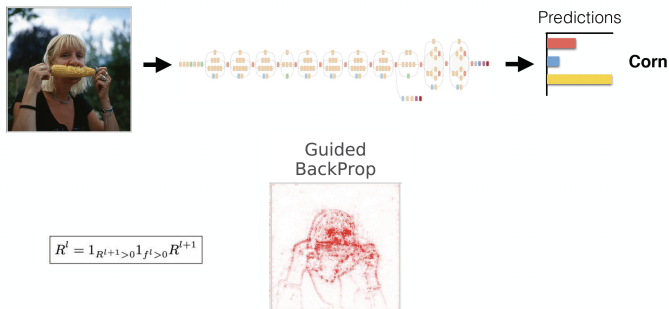 Predictions
Corn
Guided
BackProp
R^l = 1_{R^{l+1}>0} 1_{f^l>0} R^{l+1}